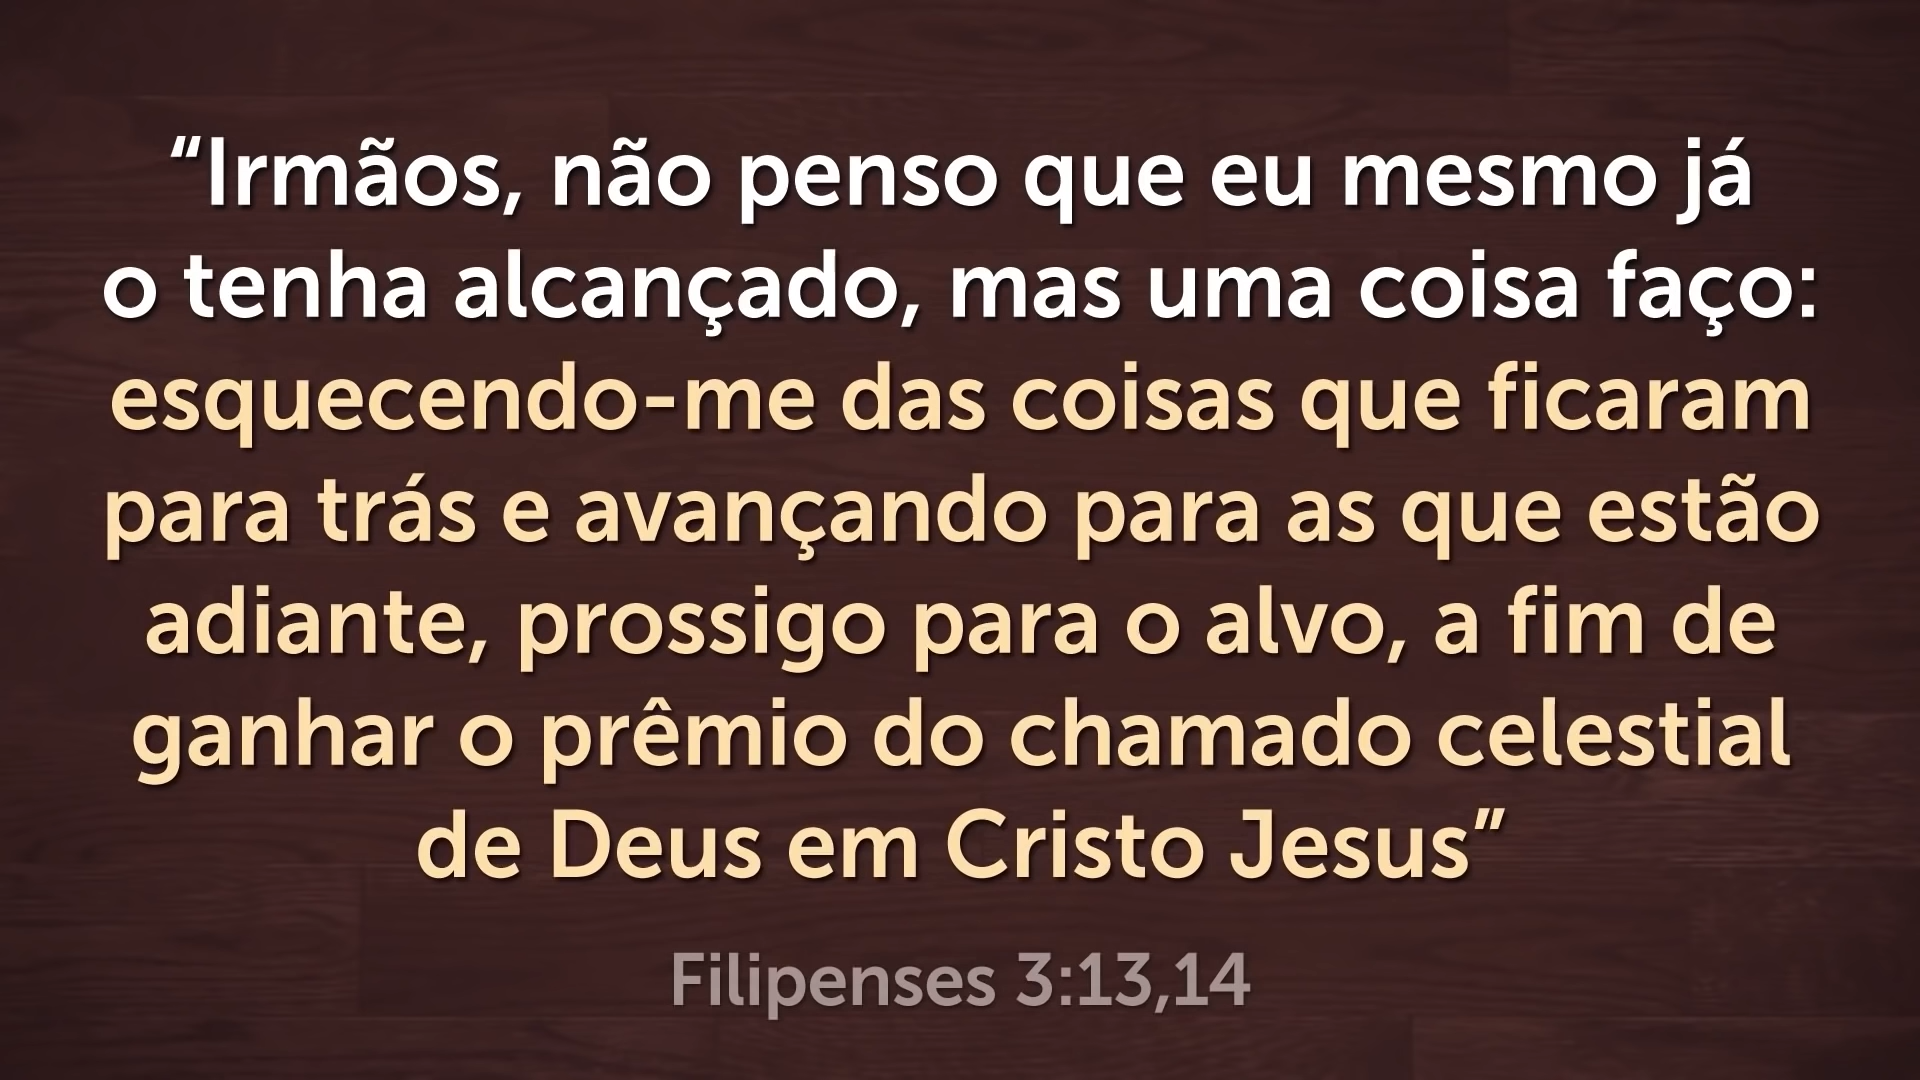 “Irmãos, não penso que eu mesmo já
o tenha alcançado, mas uma coisa faço:
esquecendo-me das coisas que ficaram
para trás e avançando para as que estão
adiante, prossigo para o alvo, a fim de
ganhar o prêmio do chamado celestial
de Deus em Cristo Jesus”
Filipenses 3:13,14